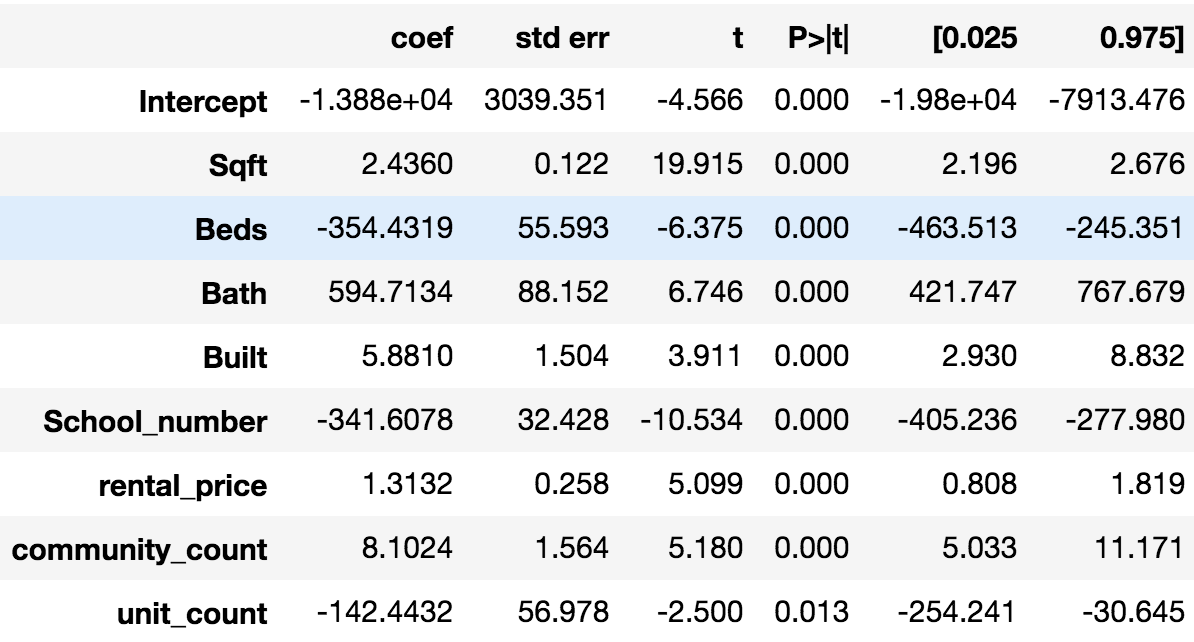 coef std err t P>|t| [0.025 0.975]
Intercept -1.388e+04 3039.351 -4.566 0.000 -1.98e+04 -7913.476
Sqft 2.4360 0.122 19.915 0.000 2.196 2.676
Beds -354.4319 55.593 -6.375 0.000 -463.513 -245.351
Bath 594.7134 88.152 6.746 0.000 421.747 767.679
Built 5.8810 1.504 3.911 0.000 2.930 8.832
School_number -341.6078 32.428 -10.534 0.000 -405.236 -277.980
rental_price 1.3132 0.258 5.099 0.000 0.808 1.819
community_count 8.1024 1.564 5.180 0.000 5.033 11.171
unit_count -142.4432 56.978 -2.500 0.013 -254.241 -30.645